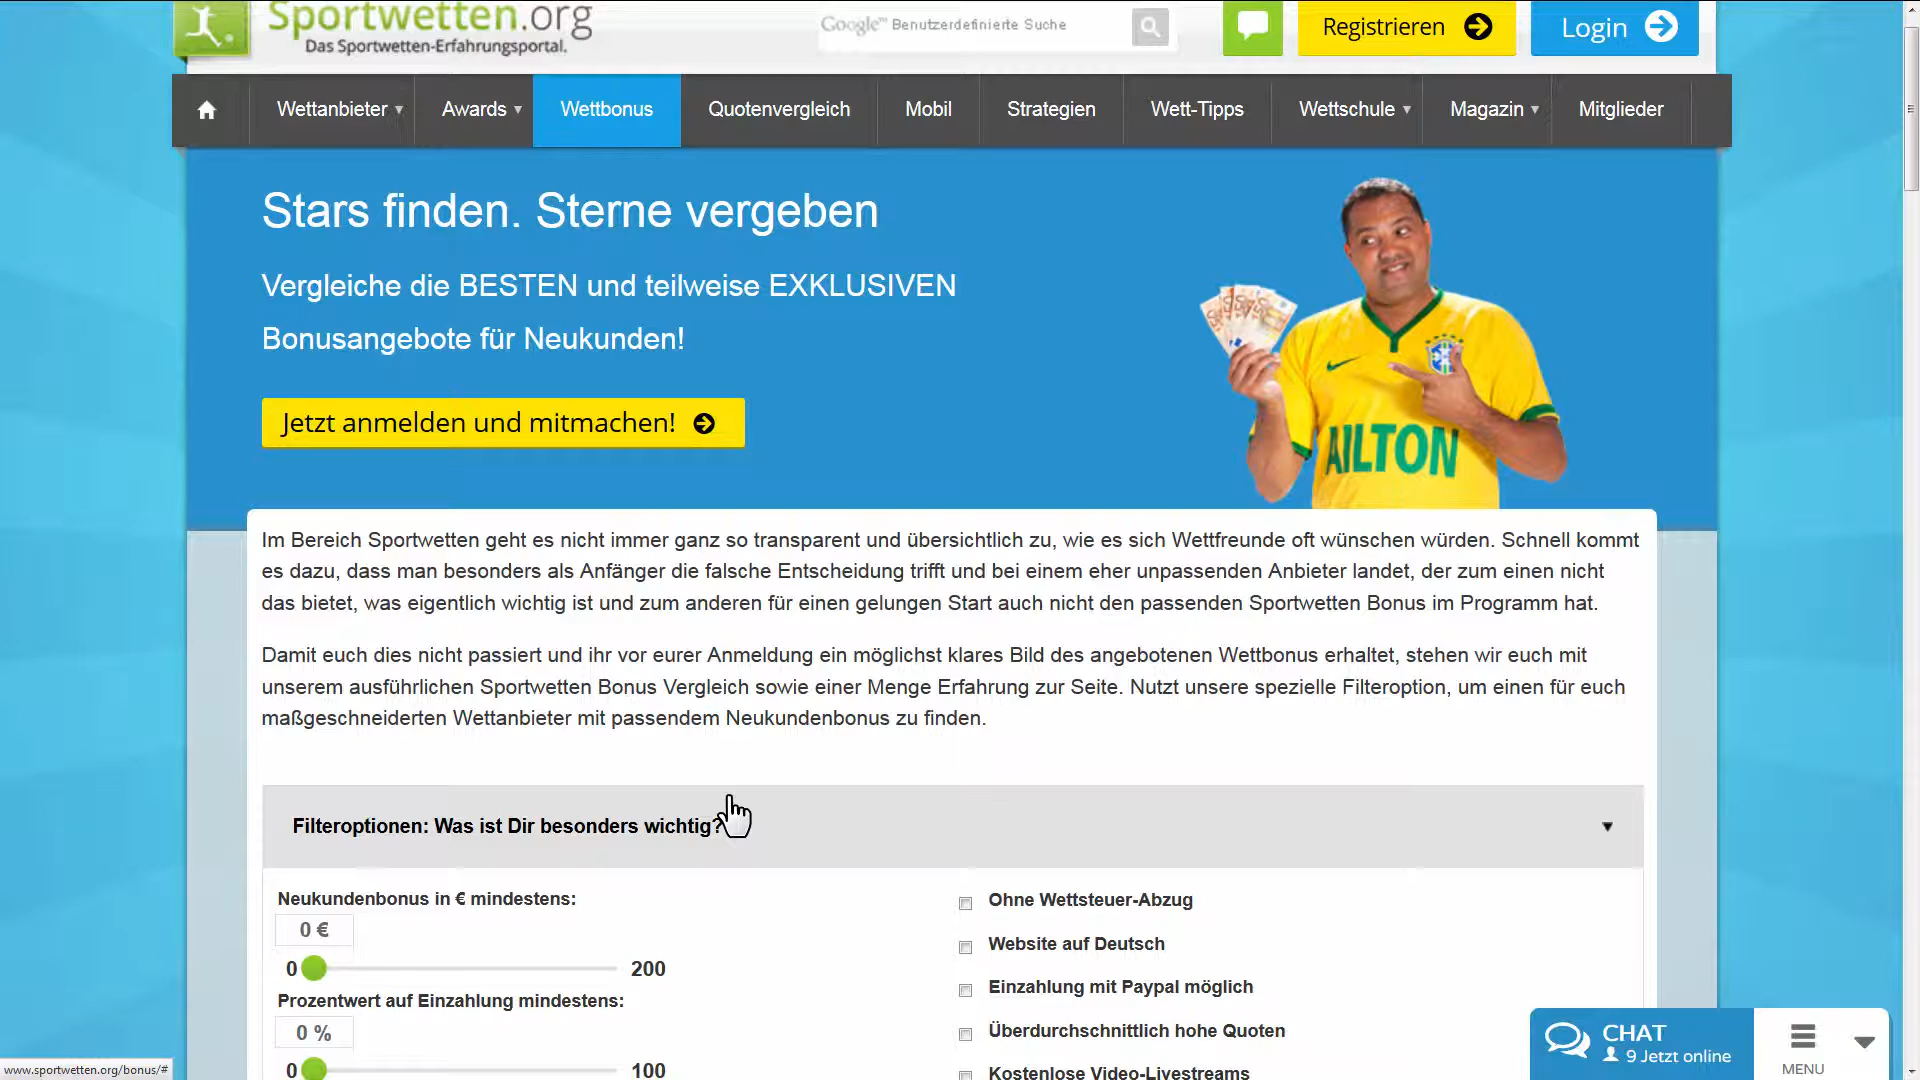 Sportwetten.org
Das Sportwetten-Erfahrungsportal.
Google™ Benutzerdefinierte Suche
Registrieren
Login
Wettanbieter
Awards
Wettbonus
Quotenvergleich
Mobil
Strategien
Wett-Tipps
Wettschule
Magazin
Mitglieder
Stars finden. Sterne vergeben
Vergleiche die BESTEN und teilweise EXKLUSIVEN
Bonusangebote für Neukunden!
Jetzt anmelden und mitmachen!
AILTON
Im Bereich Sportwetten geht es nicht immer ganz so transparent und übersichtlich zu, wie es sich Wettfreunde oft wünschen würden. Schnell kommt
es dazu, dass man besonders als Anfänger die falsche Entscheidung trifft und bei einem eher unpassenden Anbieter landet, der zum einen nicht
das bietet, was eigentlich wichtig ist und zum anderen für einen gelungen Start auch nicht den passenden Sportwetten Bonus im Programm hat.
Damit euch dies nicht passiert und ihr vor eurer Anmeldung ein möglichst klares Bild des angebotenen Wettbonus erhaltet, stehen wir euch mit
unserem ausführlichen Sportwetten Bonus Vergleich sowie einer Menge Erfahrung zur Seite. Nutzt unsere spezielle Filteroption, um einen für euch
maßgeschneiderten Wettanbieter mit passendem Neukundenbonus zu finden.
Filteroptionen: Was ist Dir besonders wichtig?
Neukundenbonus in € mindestens:
0 €
0 200
Prozentwert auf Einzahlung mindestens:
0 %
0 100
Ohne Wettsteuer-Abzug
Website auf Deutsch
Einzahlung mit Paypal möglich
Überdurchschnittlich hohe Quoten
Kostenlose Video-Livestreams
CHAT
9 Jetzt online
MENU
www.sportwetten.org/bonus/#